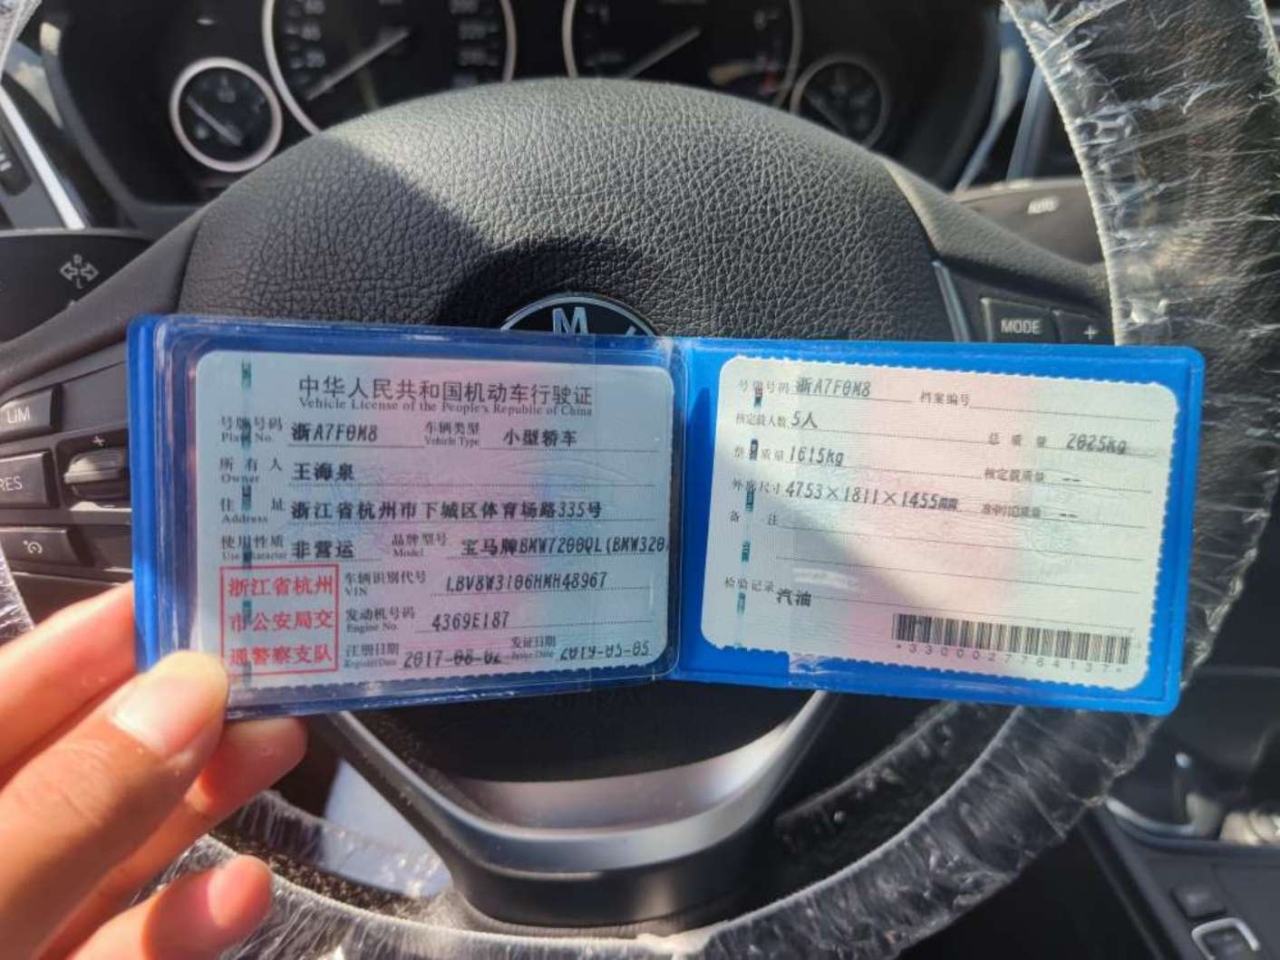 M
MODE
+
AUTO
LIM
+
RES
中华人民共和国机动车行驶证
Vehicle License of the People's Republic of China
号牌号码 浙A7F0M8 车辆类型 小型轿车
Plate No. Vehicle Type
所有人 王海泉
Owner
住址 浙江省杭州市下城区体育场路335号
Address
使用性质 非营运 品牌型号 宝马牌BMW7200QL(BMW320
Use Character Model
浙江省杭州
市公安局交
通警察支队
车辆识别代号 LBV8W3106HMH48967
VIN
发动机号码 4369E187
Engine No.
注册日期 2017-08-02 发证日期 2019-05-05
Register Date Issue Date
号牌号码 浙A7F0M8 档案编号
核定载人数 5人 总质量 2025kg
整备质量 1615kg 核定载质量 --
外廓尺寸 4753×1811×1455mm 准牵引总质量 --
备注
检验记录 汽油
*3300027764137*